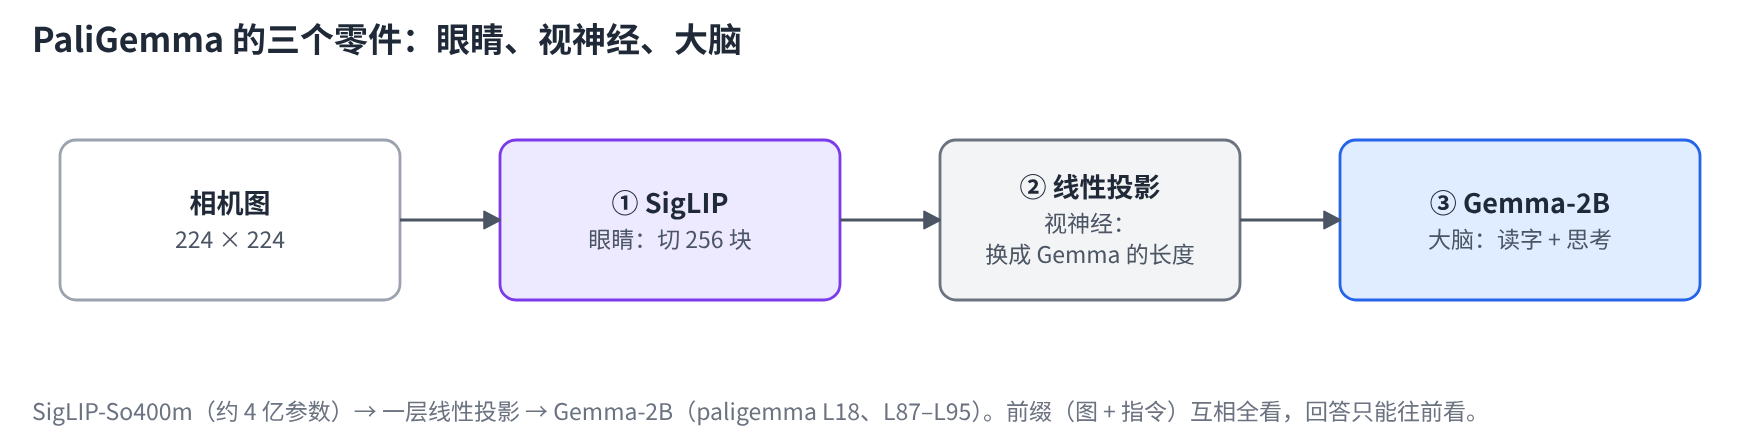 PaliGemma 的三个零件：眼睛、视神经、大脑
相机图
224 × 224
① SigLIP
眼睛：切 256 块
② 线性投影
视神经：
换成 Gemma 的长度
③ Gemma-2B
大脑：读字 + 思考
SigLIP-So400m（约 4 亿参数）→ 一层线性投影 → Gemma-2B（paligemma L18、L87–L95）。前缀（图 + 指令）互相全看，回答只能往前看。